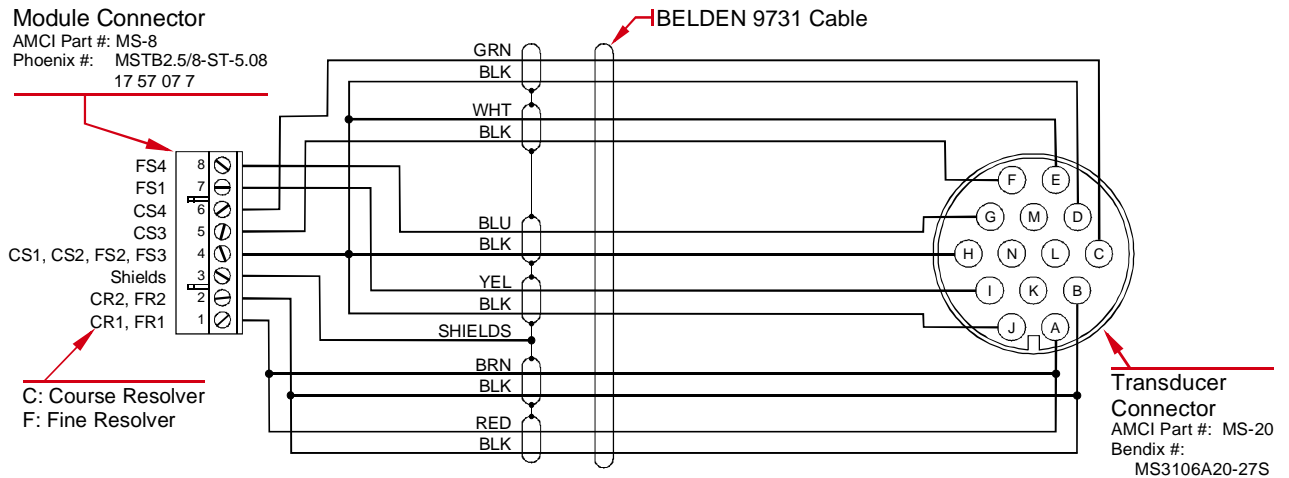 Module Connector
AMCI Part #: MS-8
Phoenix #: MSTB2.5/8-ST-5.08
17 57 07 7
BELDEN 9731 Cable
GRN
BLK
WHT
BLK
FS4 8
FS1 7
CS4 6
CS3 5
CS1, CS2, FS2, FS3 4
Shields 3
CR2, FR2 2
CR1, FR1 1
BLU
BLK
YEL
BLK
SHIELDS
BRN
BLK
RED
BLK
F E
G M D
H N L C
I K B
J A
C: Course Resolver
F: Fine Resolver
Transducer
Connector
AMCI Part #: MS-20
Bendix #:
MS3106A20-27S